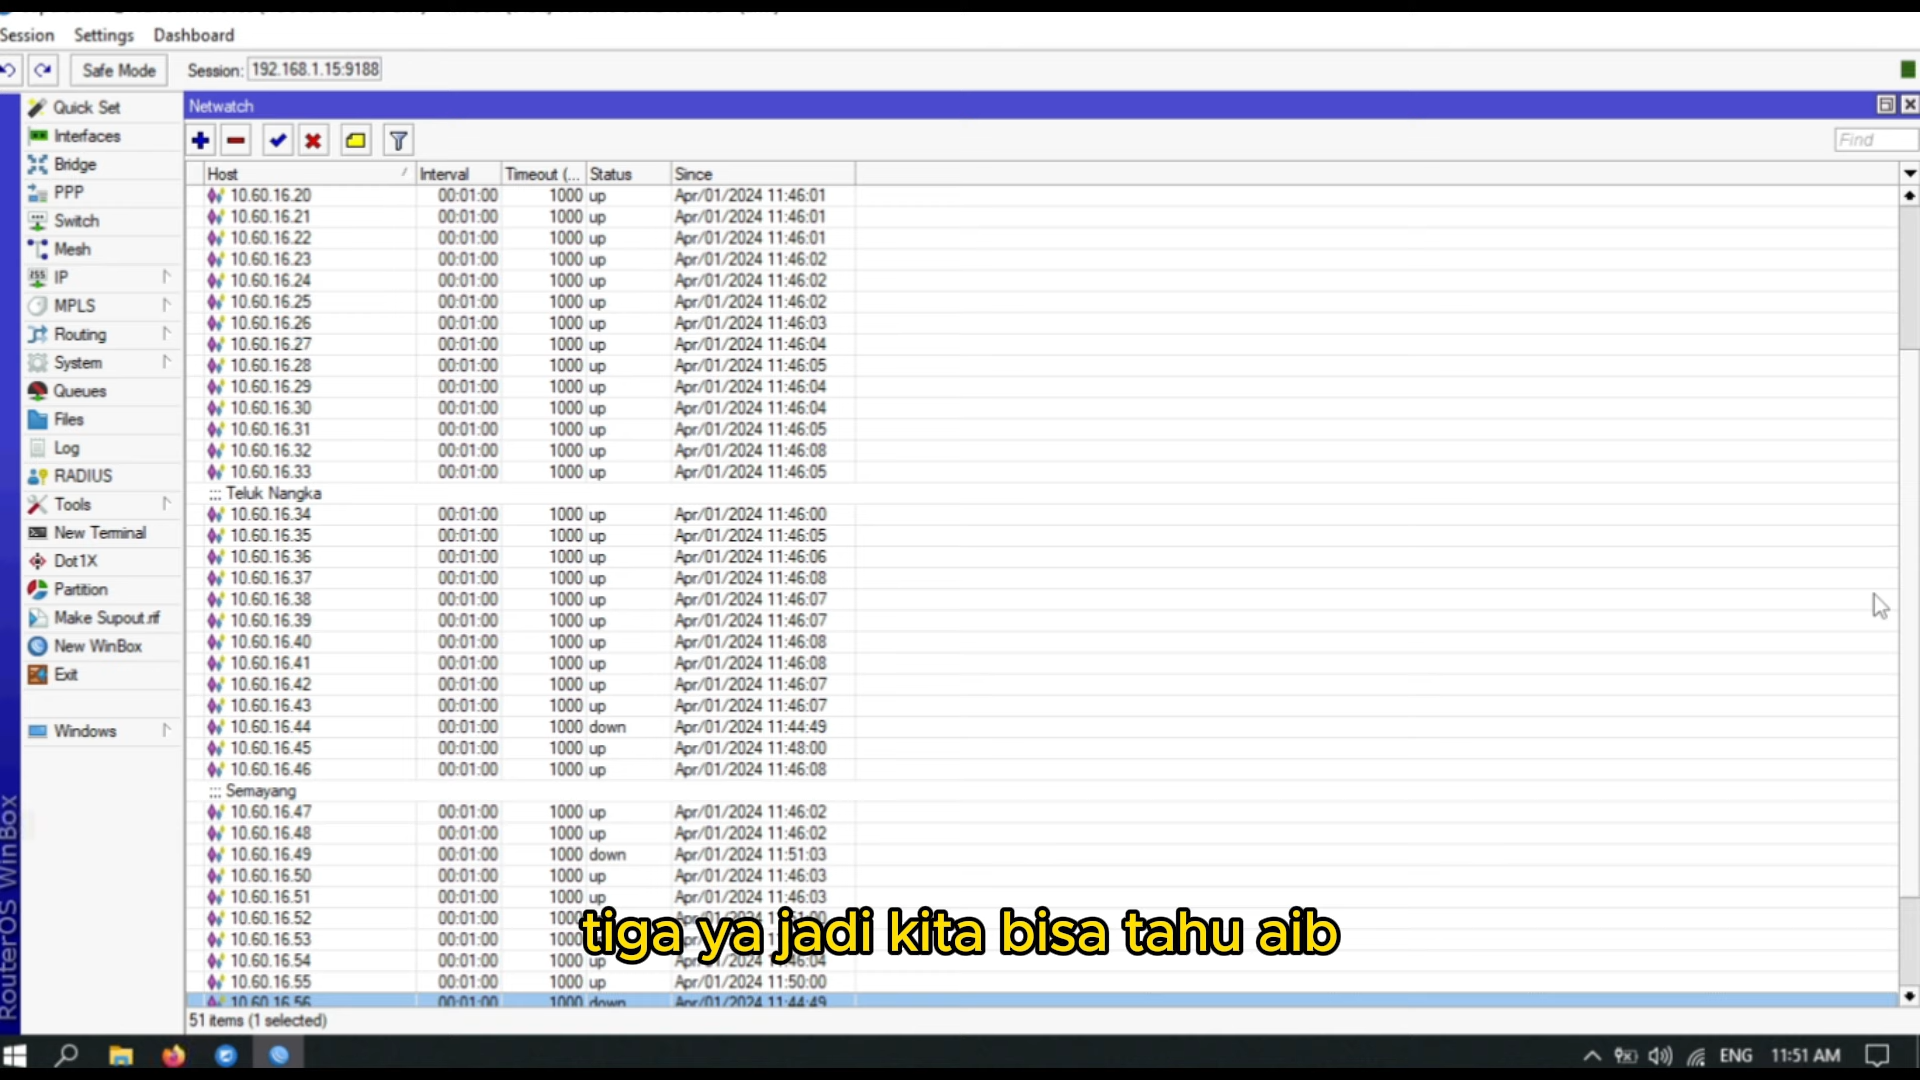 Session Settings Dashboard
Safe Mode Session: 192.168.1.15:9188
Netwatch
Find
Quick Set
Interfaces
Bridge
PPP
Switch
Mesh
IP
MPLS
Routing
System
Queues
Files
Log
RADIUS
Tools
New Terminal
Dot1X
Partition
Make Supout.rif
New WinBox
Exit
Windows
RouterOS WinBox
Host Interval Timeout (... Status Since
10.60.16.20 00:01:00 1000 up Apr/01/2024 11:46:01
10.60.16.21 00:01:00 1000 up Apr/01/2024 11:46:01
10.60.16.22 00:01:00 1000 up Apr/01/2024 11:46:01
10.60.16.23 00:01:00 1000 up Apr/01/2024 11:46:02
10.60.16.24 00:01:00 1000 up Apr/01/2024 11:46:02
10.60.16.25 00:01:00 1000 up Apr/01/2024 11:46:02
10.60.16.26 00:01:00 1000 up Apr/01/2024 11:46:03
10.60.16.27 00:01:00 1000 up Apr/01/2024 11:46:04
10.60.16.28 00:01:00 1000 up Apr/01/2024 11:46:05
10.60.16.29 00:01:00 1000 up Apr/01/2024 11:46:04
10.60.16.30 00:01:00 1000 up Apr/01/2024 11:46:04
10.60.16.31 00:01:00 1000 up Apr/01/2024 11:46:05
10.60.16.32 00:01:00 1000 up Apr/01/2024 11:46:08
10.60.16.33 00:01:00 1000 up Apr/01/2024 11:46:05
::: Teluk Nangka
10.60.16.34 00:01:00 1000 up Apr/01/2024 11:46:00
10.60.16.35 00:01:00 1000 up Apr/01/2024 11:46:05
10.60.16.36 00:01:00 1000 up Apr/01/2024 11:46:06
10.60.16.37 00:01:00 1000 up Apr/01/2024 11:46:08
10.60.16.38 00:01:00 1000 up Apr/01/2024 11:46:07
10.60.16.39 00:01:00 1000 up Apr/01/2024 11:46:07
10.60.16.40 00:01:00 1000 up Apr/01/2024 11:46:08
10.60.16.41 00:01:00 1000 up Apr/01/2024 11:46:08
10.60.16.42 00:01:00 1000 up Apr/01/2024 11:46:07
10.60.16.43 00:01:00 1000 up Apr/01/2024 11:46:07
10.60.16.44 00:01:00 1000 down Apr/01/2024 11:44:49
10.60.16.45 00:01:00 1000 up Apr/01/2024 11:48:00
10.60.16.46 00:01:00 1000 up Apr/01/2024 11:46:08
::: Semayang
10.60.16.47 00:01:00 1000 up Apr/01/2024 11:46:02
10.60.16.48 00:01:00 1000 up Apr/01/2024 11:46:02
10.60.16.49 00:01:00 1000 down Apr/01/2024 11:51:03
10.60.16.50 00:01:00 1000 up Apr/01/2024 11:46:03
10.60.16.51 00:01:00 1000 up Apr/01/2024 11:46:03
10.60.16.52 00:01:00 1000
10.60.16.53 00:01:00
10.60.16.54 00:01:00 1000
10.60.16.55 00:01:00 1000 up Apr/01/2024 11:50:00
10.60.16.56 00:01:00 1000 down Apr/01/2024 11:44:49
tiga ya jadi kita bisa tahu aib
51 items (1 selected)
ENG 11:51 AM